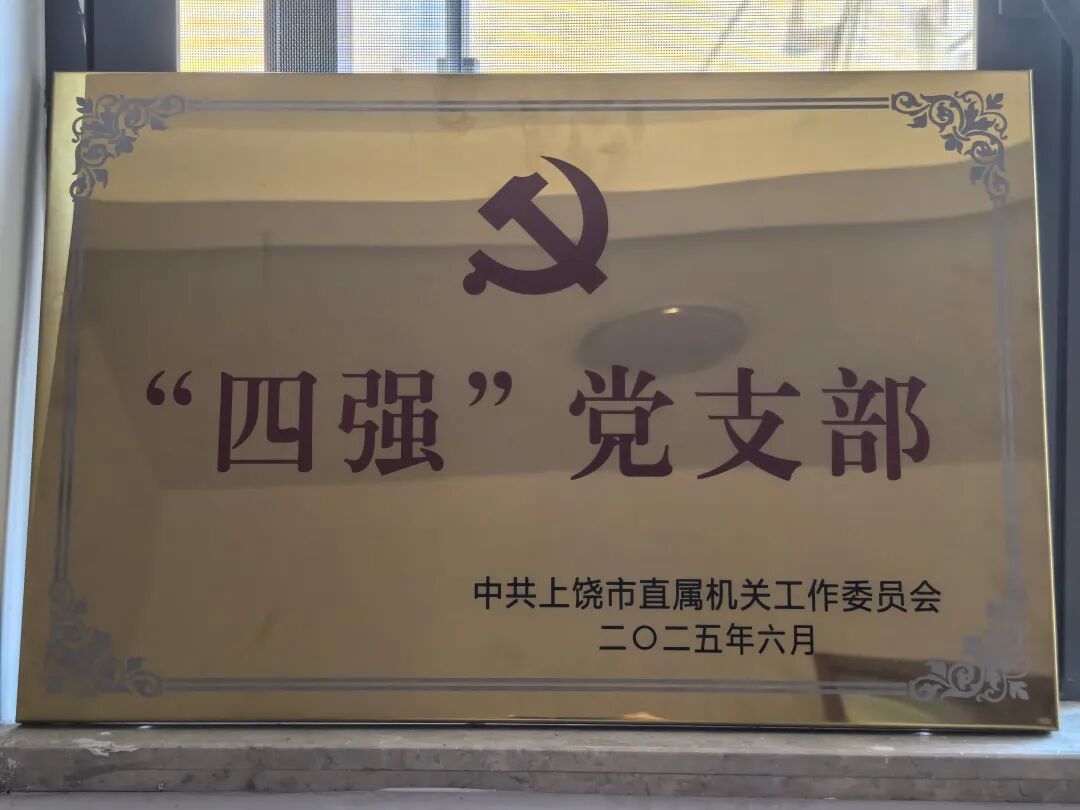 “四强”党支部
中共上饶市直属机关工作委员会
二〇二五年六月